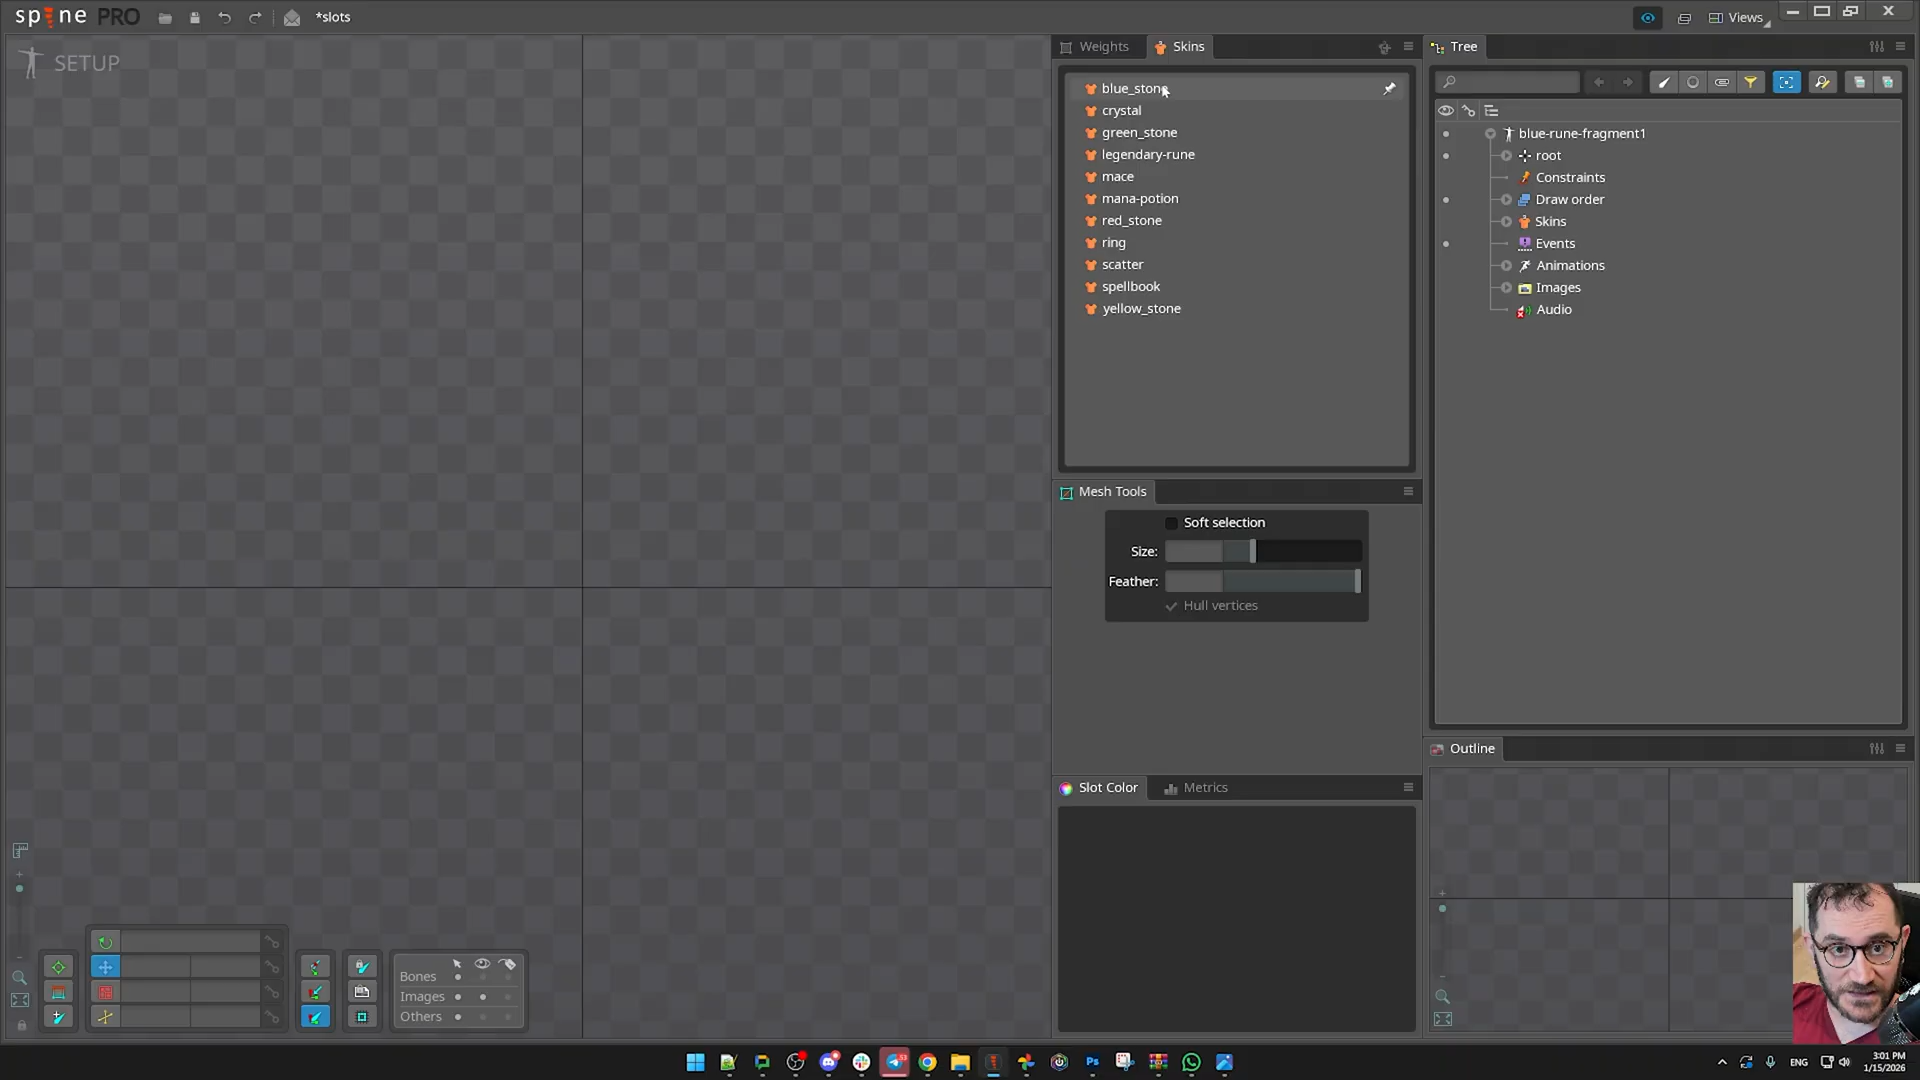 spine PRO
*slots
Views
SETUP
Weights
Skins
blue_stone
crystal
green_stone
legendary-rune
mace
mana-potion
red_stone
ring
scatter
spellbook
yellow_stone
Mesh Tools
Soft selection
Size:
Feather:
Hull vertices
Slot Color
Metrics
Tree
blue-rune-fragment1
root
Constraints
Draw order
Skins
Events
Animations
Images
Audio
Outline
Bones
Images
Others
ENG
3:01 PM
1/15/2026